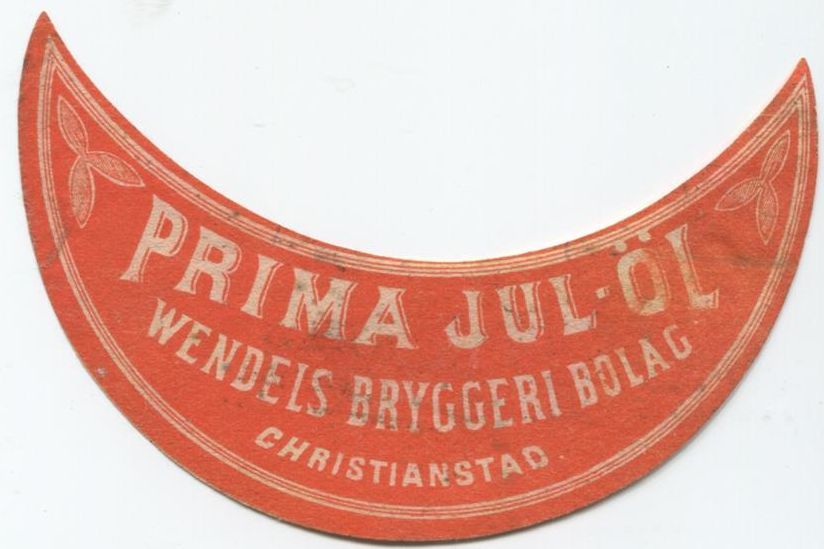 PRIMA JUL-ÖL
WENDELS BRYGGERI BOLAG
CHRISTIANSTAD.